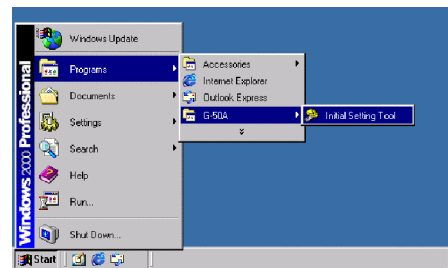 Windows 2000 Professional
Windows Update
Programs
Documents
Settings
Search
Help
Run...
Shut Down...
Accessories
Internet Explorer
Outlook Express
G-50A
Initial Setting Tool
Start